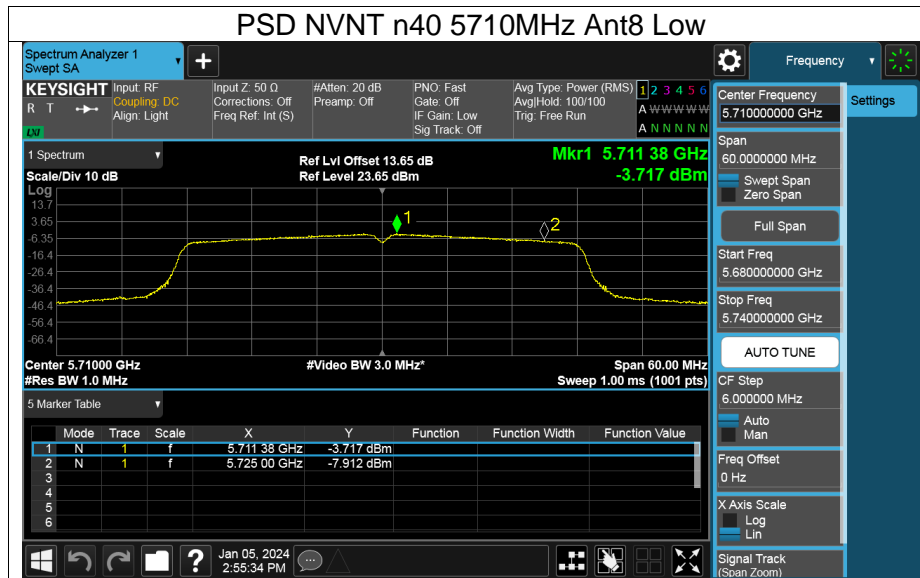 PSD NVNT n40 5710MHz Ant8 Low
Spectrum Analyzer 1
Swept SA
+
Frequency
KEYSIGHT
R T
LXI
Input: RF
Coupling: DC
Align: Light
Input Z: 50 Ω
Corrections: Off
Freq Ref: Int (S)
#Atten: 20 dB
Preamp: Off
PNO: Fast
Gate: Off
IF Gain: Low
Sig Track: Off
Avg Type: Power (RMS)
Avg|Hold: 100/100
Trig: Free Run
1 2 3 4 5 6
A W W W W W
A N N N N N
1 Spectrum
Scale/Div 10 dB
Ref Lvl Offset 13.65 dB
Ref Level 23.65 dBm
Mkr1 5.711 38 GHz
-3.717 dBm
Log
13.7
3.65
-6.35
-16.4
-26.4
-36.4
-46.4
-56.4
-66.4
1
2
Center 5.71000 GHz
#Res BW 1.0 MHz
#Video BW 3.0 MHz*
Span 60.00 MHz
Sweep 1.00 ms (1001 pts)
5 Marker Table
Mode Trace Scale X Y Function Function Width Function Value
1 N 1 f 5.711 38 GHz -3.717 dBm
2 N 1 f 5.725 00 GHz -7.912 dBm
3
4
5
6
?
Jan 05, 2024
2:55:34 PM
Center Frequency
5.710000000 GHz
Settings
Span
60.0000000 MHz
Swept Span
Zero Span
Full Span
Start Freq
5.680000000 GHz
Stop Freq
5.740000000 GHz
AUTO TUNE
CF Step
6.000000 MHz
Auto
Man
Freq Offset
0 Hz
X Axis Scale
Log
Lin
Signal Track
(Span Zoom)